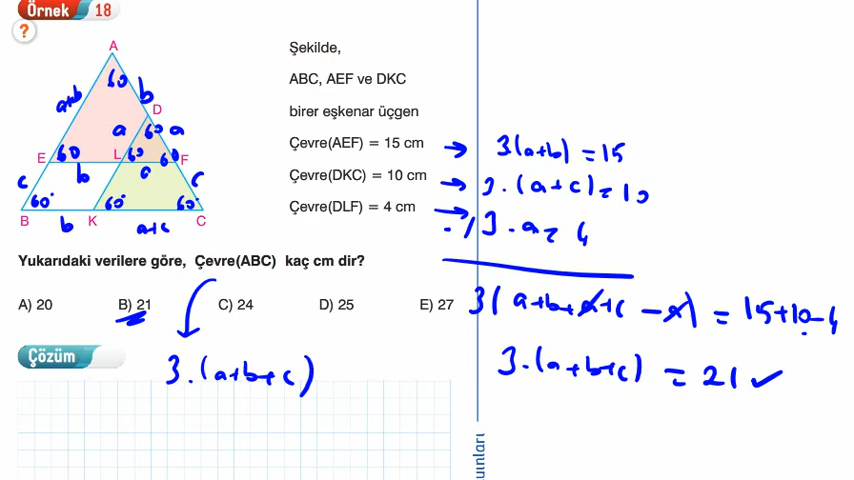 Örnek 18
?
A
60
a+b
b
D
a
60
a
E
60
L
60
60
F
b
a
c
c
60°
60°
60°
B
b
K
a+c
C
Şekilde,
ABC, AEF ve DKC
birer eşkenar üçgen
Çevre(AEF) = 15 cm → 3(a+b) = 15
Çevre(DKC) = 10 cm → 3.(a+c) = 10
Çevre(DLF) = 4 cm → -/ 3.a = 4
Yukarıdaki verilere göre, Çevre(ABC) kaç cm dir?
A) 20 B) 21 C) 24 D) 25 E) 27
3(a+b+a+c-a) = 15+10-4
3.(a+b+c) = 21 ✓
Çözüm
3.(a+b+c)